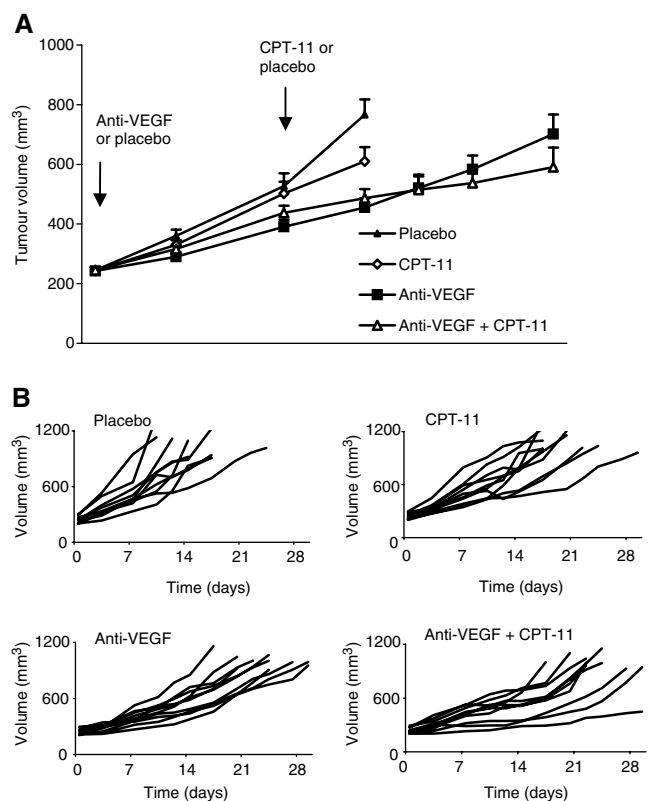 A
1000
800
600
400
200
0
Tumour volume (mm3)
Anti-VEGF
or placebo
CPT-11 or
placebo
Placebo
CPT-11
Anti-VEGF
Anti-VEGF + CPT-11
B
Placebo
1200
600
0
Volume (mm3)
0 7 14 21 28
Time (days)
CPT-11
1200
600
0
Volume (mm3)
0 7 14 21 28
Time (days)
Anti-VEGF
1200
600
0
Volume (mm3)
0 7 14 21 28
Time (days)
Anti-VEGF + CPT-11
1200
600
0
Volume (mm3)
0 7 14 21 28
Time (days)